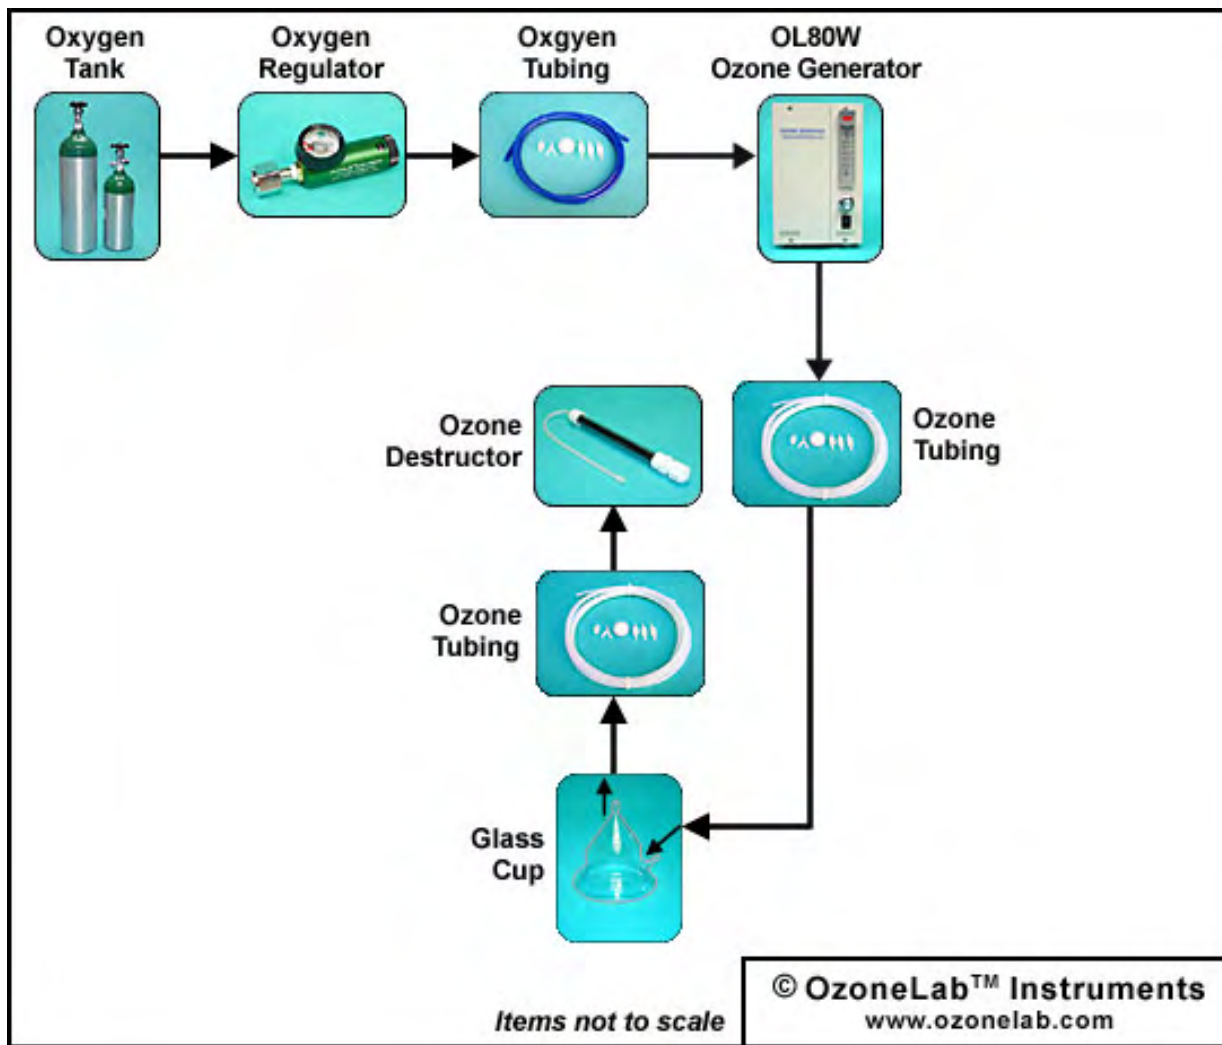 Oxygen
Tank
Oxygen
Regulator
Oxgyen
Tubing
OL80W
Ozone Generator
Ozone
Destructor
Ozone
Tubing
Ozone
Tubing
Glass
Cup
Items not to scale
© OzoneLab™ Instruments
www.ozonelab.com